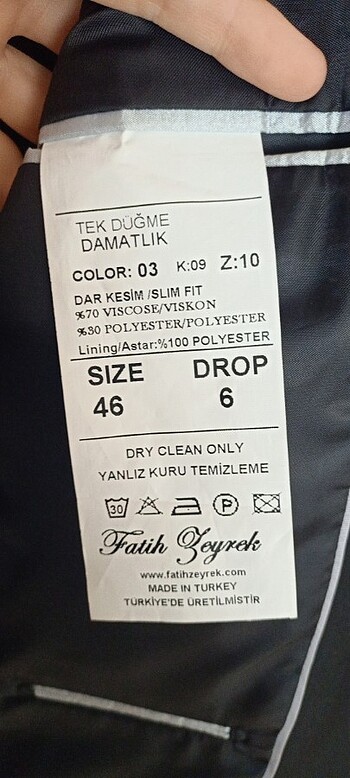 TEK DÜĞME
DAMATLIK
COLOR: 03 K:09 Z:10
DAR KESİM /SLIM FIT
%70 VISCOSE/VISKON
%30 POLYESTER/POLYESTER
Lining/Astar:%100 POLYESTER
SIZE DROP
46 6
DRY CLEAN ONLY
YANLIZ KURU TEMİZLEME
30 P
Fatih Zeyrek
www.fatihzeyrek.com
MADE IN TURKEY
TÜRKİYE'DE ÜRETİLMİSTİR